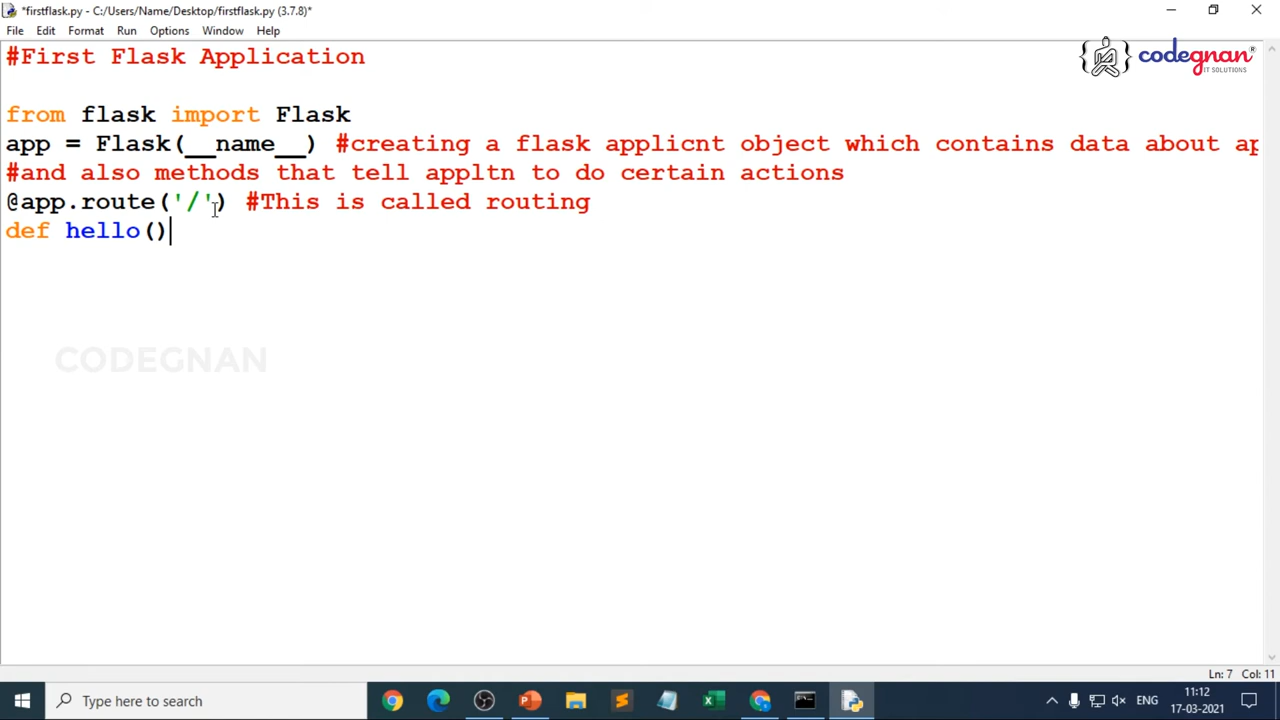 *firstflask.py - C:/Users/Name/Desktop/firstflask.py (3.7.8)*
File Edit Format Run Options Window Help
codegnan
IT SOLUTIONS
#First Flask Application
from flask import Flask
app = Flask(__name__) #creating a flask applicnt object which contains data about ap
#and also methods that tell appltn to do certain actions
@app.route('/') #This is called routing
def hello()
CODEGNAN
Ln: 7 Col: 11
Type here to search
ENG
11:12
17-03-2021